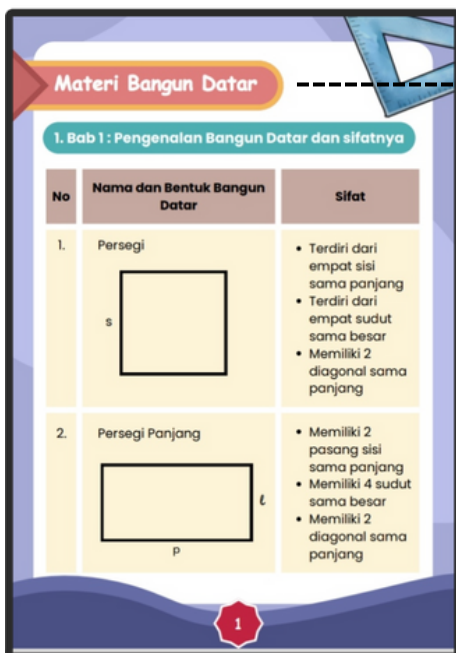 Materi Bangun Datar
1. Bab 1 : Pengenalan Bangun Datar dan sifatnya
No
Nama dan Bentuk Bangun
Datar
Sifat
1.
Persegi
s
• Terdiri dari
empat sisi
sama panjang
• Terdiri dari
empat sudut
sama besar
• Memiliki 2
diagonal sama
panjang
2.
Persegi Panjang
ℓ
p
• Memiliki 2
pasang sisi
sama panjang
• Memiliki 4 sudut
sama besar
• Memiliki 2
diagonal sama
panjang
1